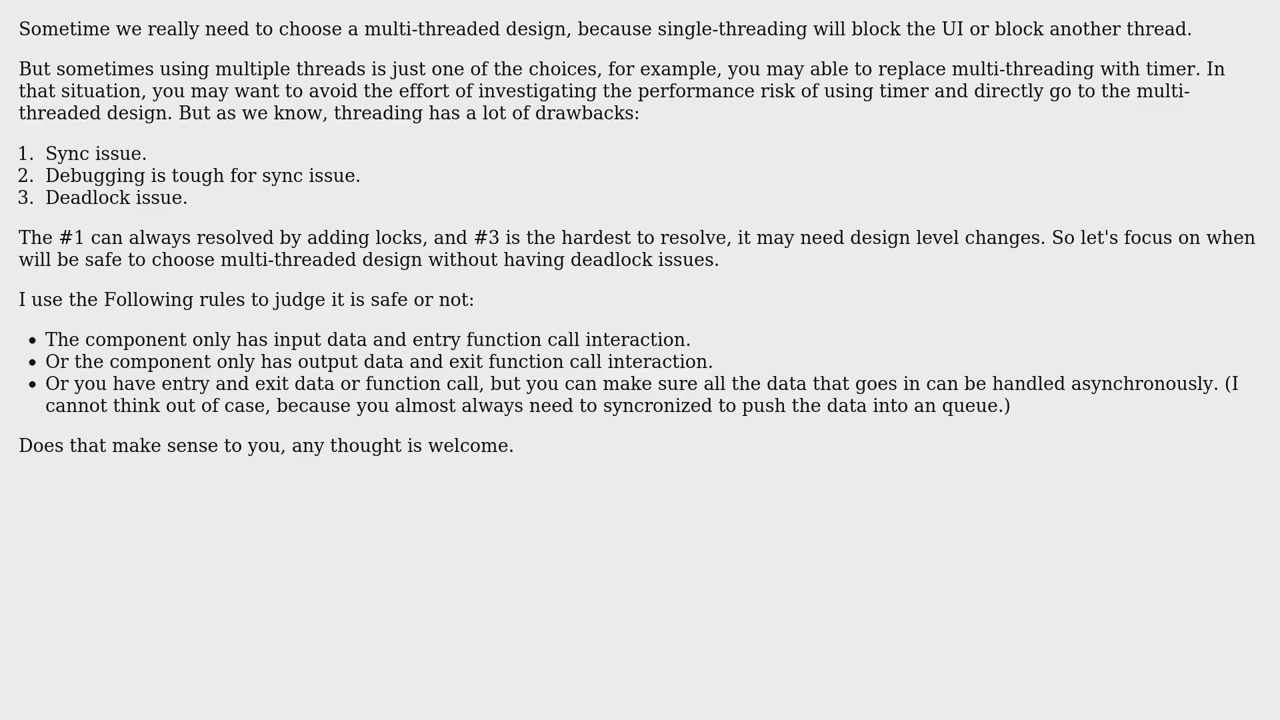 Sometime we really need to choose a multi-threaded design, because single-threading will block the UI or block another thread.
But sometimes using multiple threads is just one of the choices, for example, you may able to replace multi-threading with timer. In
that situation, you may want to avoid the effort of investigating the performance risk of using timer and directly go to the multi-
threaded design. But as we know, threading has a lot of drawbacks:
1. Sync issue.
2. Debugging is tough for sync issue.
3. Deadlock issue.
The #1 can always resolved by adding locks, and #3 is the hardest to resolve, it may need design level changes. So let's focus on when
will be safe to choose multi-threaded design without having deadlock issues.
I use the Following rules to judge it is safe or not:
• The component only has input data and entry function call interaction.
• Or the component only has output data and exit function call interaction.
• Or you have entry and exit data or function call, but you can make sure all the data that goes in can be handled asynchronously. (I
cannot think out of case, because you almost always need to syncronized to push the data into an queue.)
Does that make sense to you, any thought is welcome.